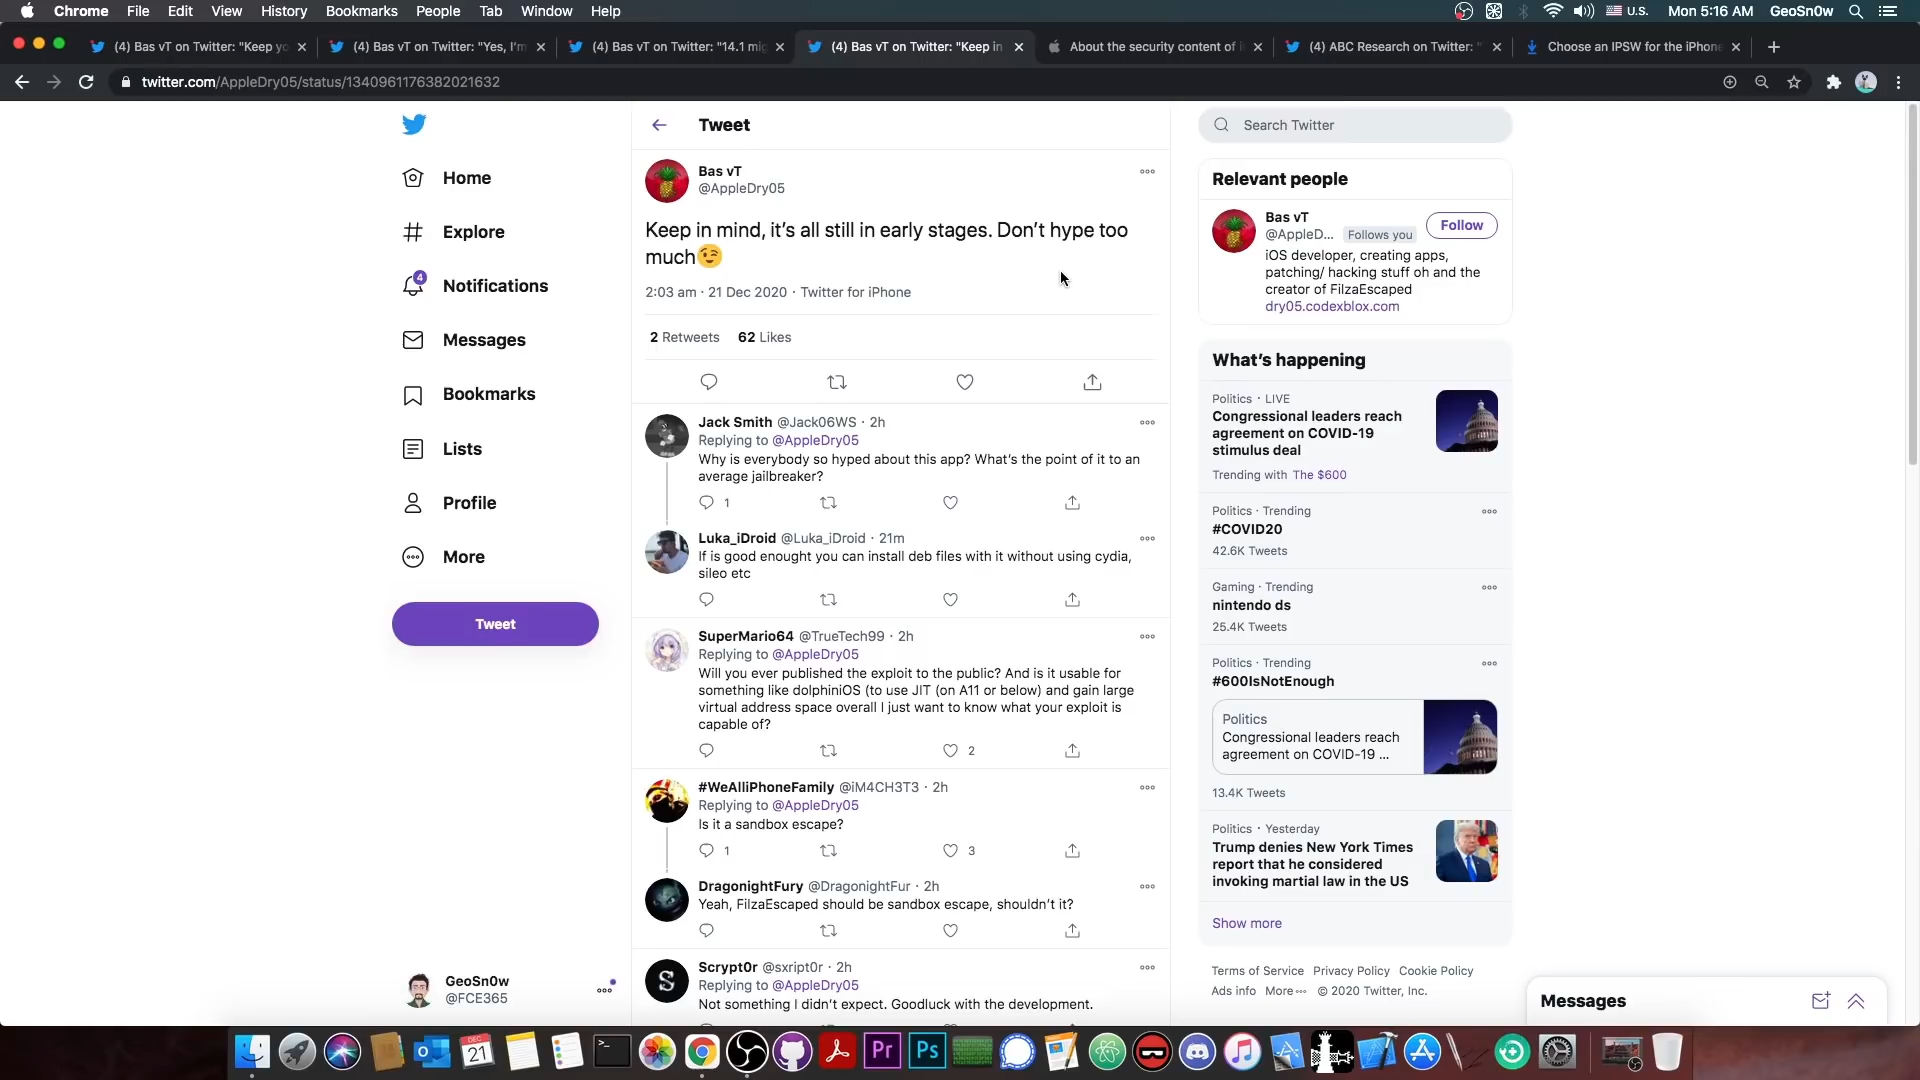 Chrome File Edit View History Bookmarks People Tab Window Help
U.S. Mon 5:16 AM GeoSn0w
(4) Bas vT on Twitter: "Keep yo
(4) Bas vT on Twitter: "Yes, I'm
(4) Bas vT on Twitter: "14.1 mig
(4) Bas vT on Twitter: "Keep in
About the security content of i
(4) ABC Research on Twitter: "
Choose an IPSW for the iPhone
twitter.com/AppleDry05/status/1340961176382021632
Home
Explore
4
Notifications
Messages
Bookmarks
Lists
Profile
More
Tweet
GeoSn0w
@FCE365
Tweet
Bas vT
@AppleDry05
Keep in mind, it's all still in early stages. Don't hype too
much😉
2:03 am · 21 Dec 2020 · Twitter for iPhone
2 Retweets 62 Likes
Jack Smith @Jack06WS · 2h
Replying to @AppleDry05
Why is everybody so hyped about this app? What's the point of it to an
average jailbreaker?
1
Luka_iDroid @Luka_iDroid · 21m
If is good enought you can install deb files with it without using cydia,
sileo etc
SuperMario64 @TrueTech99 · 2h
Replying to @AppleDry05
Will you ever published the exploit to the public? And is it usable for
something like dolphiniOS (to use JIT (on A11 or below) and gain large
virtual address space overall I just want to know what your exploit is
capable of?
2
#WeAlliPhoneFamily @iM4CH3T3 · 2h
Replying to @AppleDry05
Is it a sandbox escape?
1 3
DragonightFury @DragonightFur · 2h
Yeah, FilzaEscaped should be sandbox escape, shouldn't it?
Scrypt0r @sxript0r · 2h
Replying to @AppleDry05
Not something I didn't expect. Goodluck with the development.
Search Twitter
Relevant people
Bas vT
@AppleD... Follows you
Follow
iOS developer, creating apps,
patching/ hacking stuff oh and the
creator of FilzaEscaped
dry05.codexblox.com
What's happening
Politics · LIVE
Congressional leaders reach
agreement on COVID-19
stimulus deal
Trending with The $600
Politics · Trending
#COVID20
42.6K Tweets
Gaming · Trending
nintendo ds
25.4K Tweets
Politics · Trending
#600IsNotEnough
Politics
Congressional leaders reach
agreement on COVID-19 ...
13.4K Tweets
Politics · Yesterday
Trump denies New York Times
report that he considered
invoking martial law in the US
Show more
Terms of Service Privacy Policy Cookie Policy
Ads info More © 2020 Twitter, Inc.
Messages
DEC
21
Pr
Ps